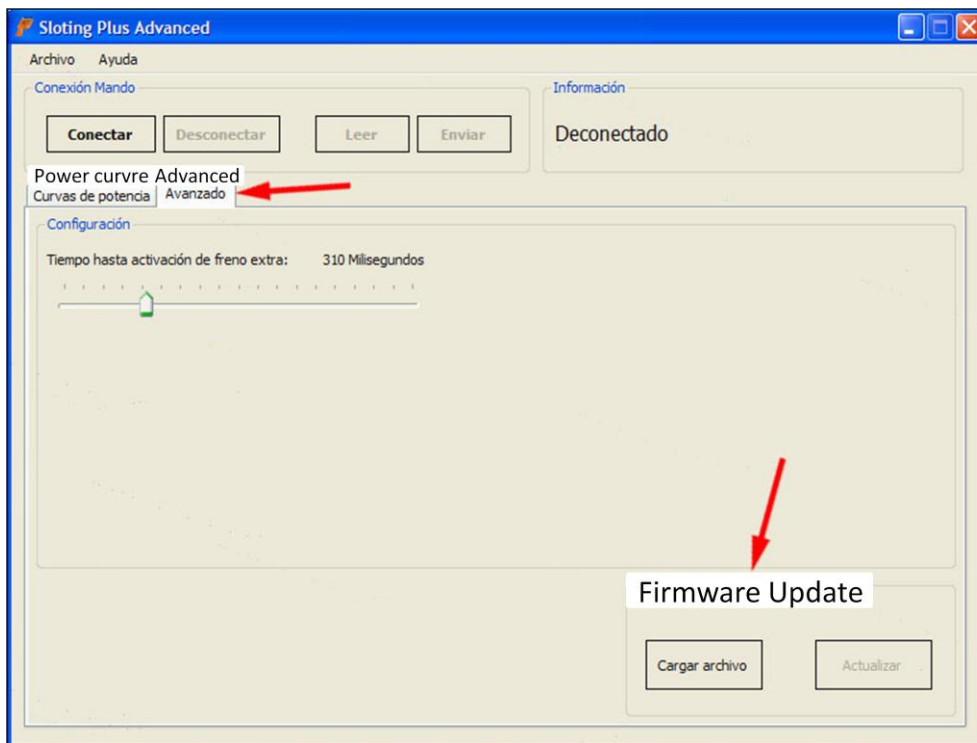 Sloting Plus Advanced
Archivo Ayuda
Conexión Mando
Información
Conectar Desconectar Leer Enviar
Deconectado
Power curvre Advanced
Curvas de potencia Avanzado
Configuración
Tiempo hasta activación de freno extra: 310 Milisegundos
Firmware Update
Cargar archivo Actualizar